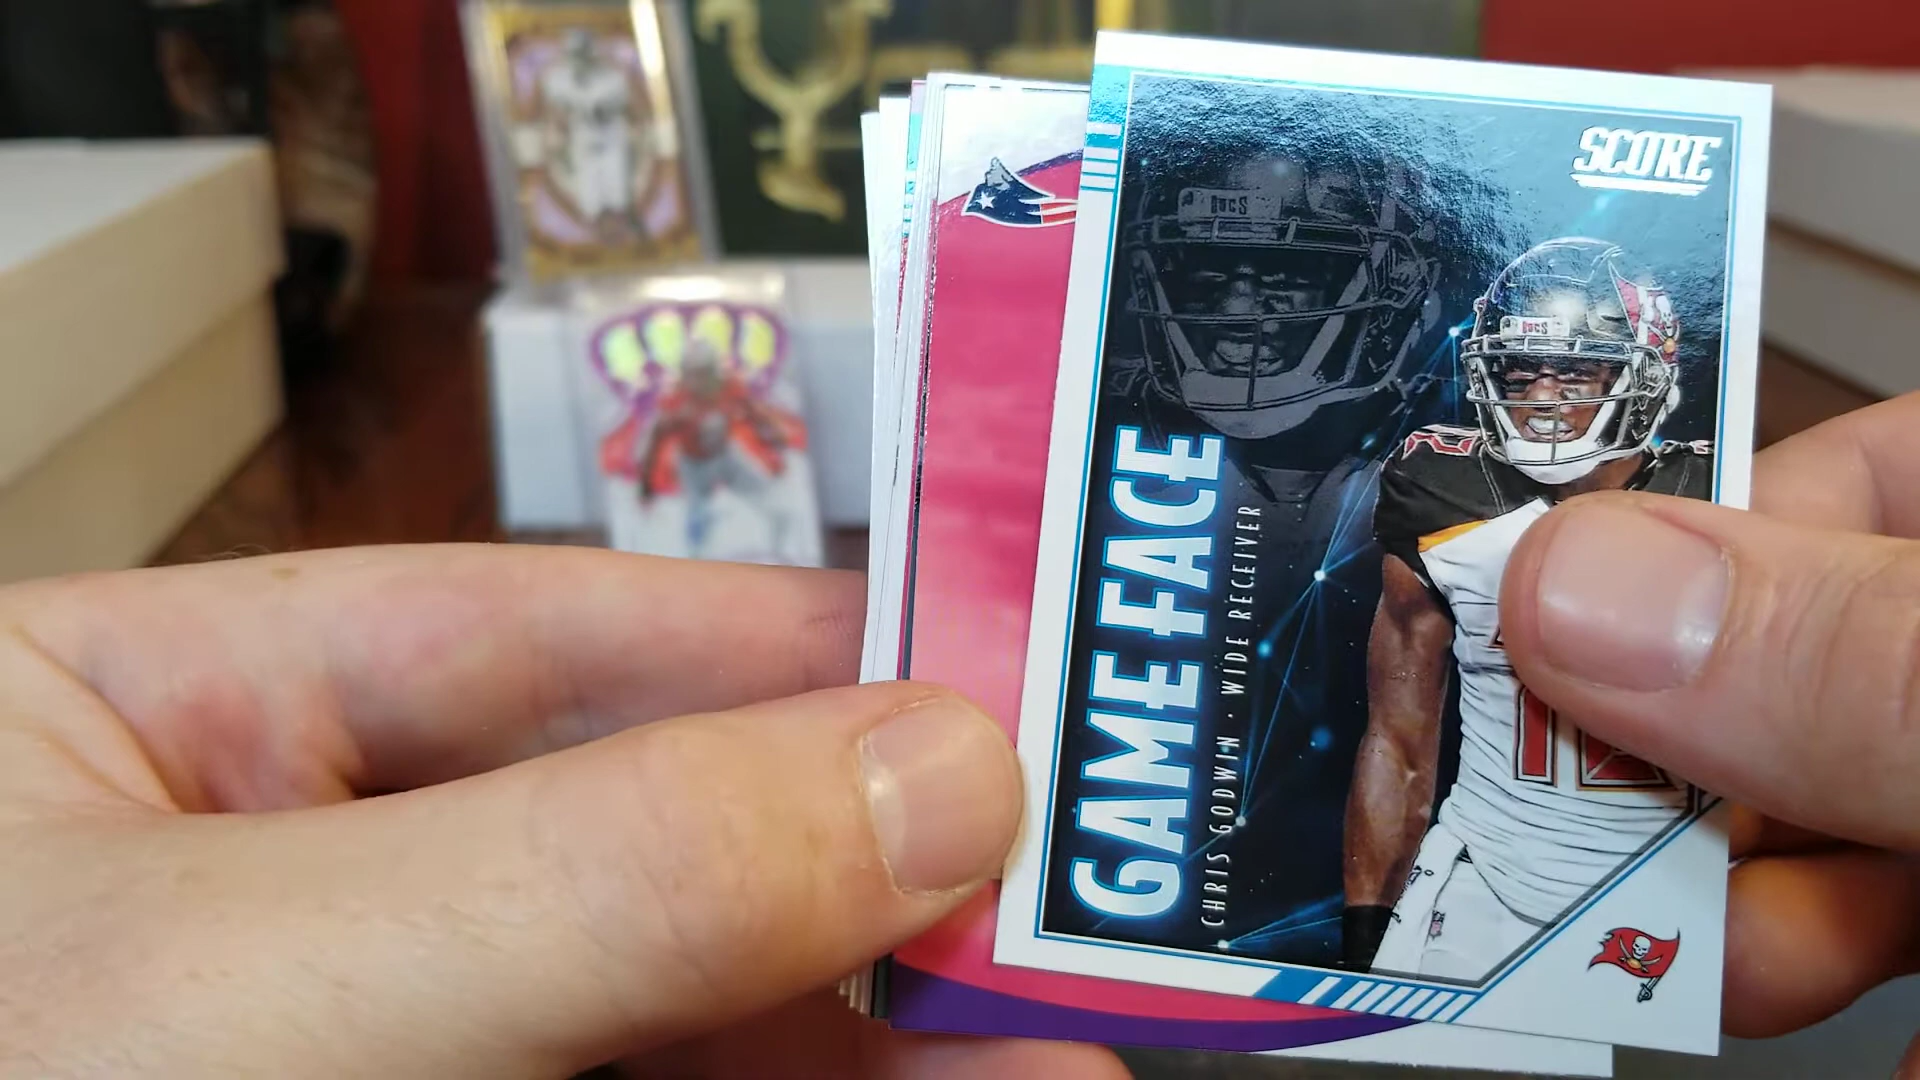 SCORE
BUCS
BUCS
GAME FACE
CHRIS GODWIN · WIDE RECEIVER